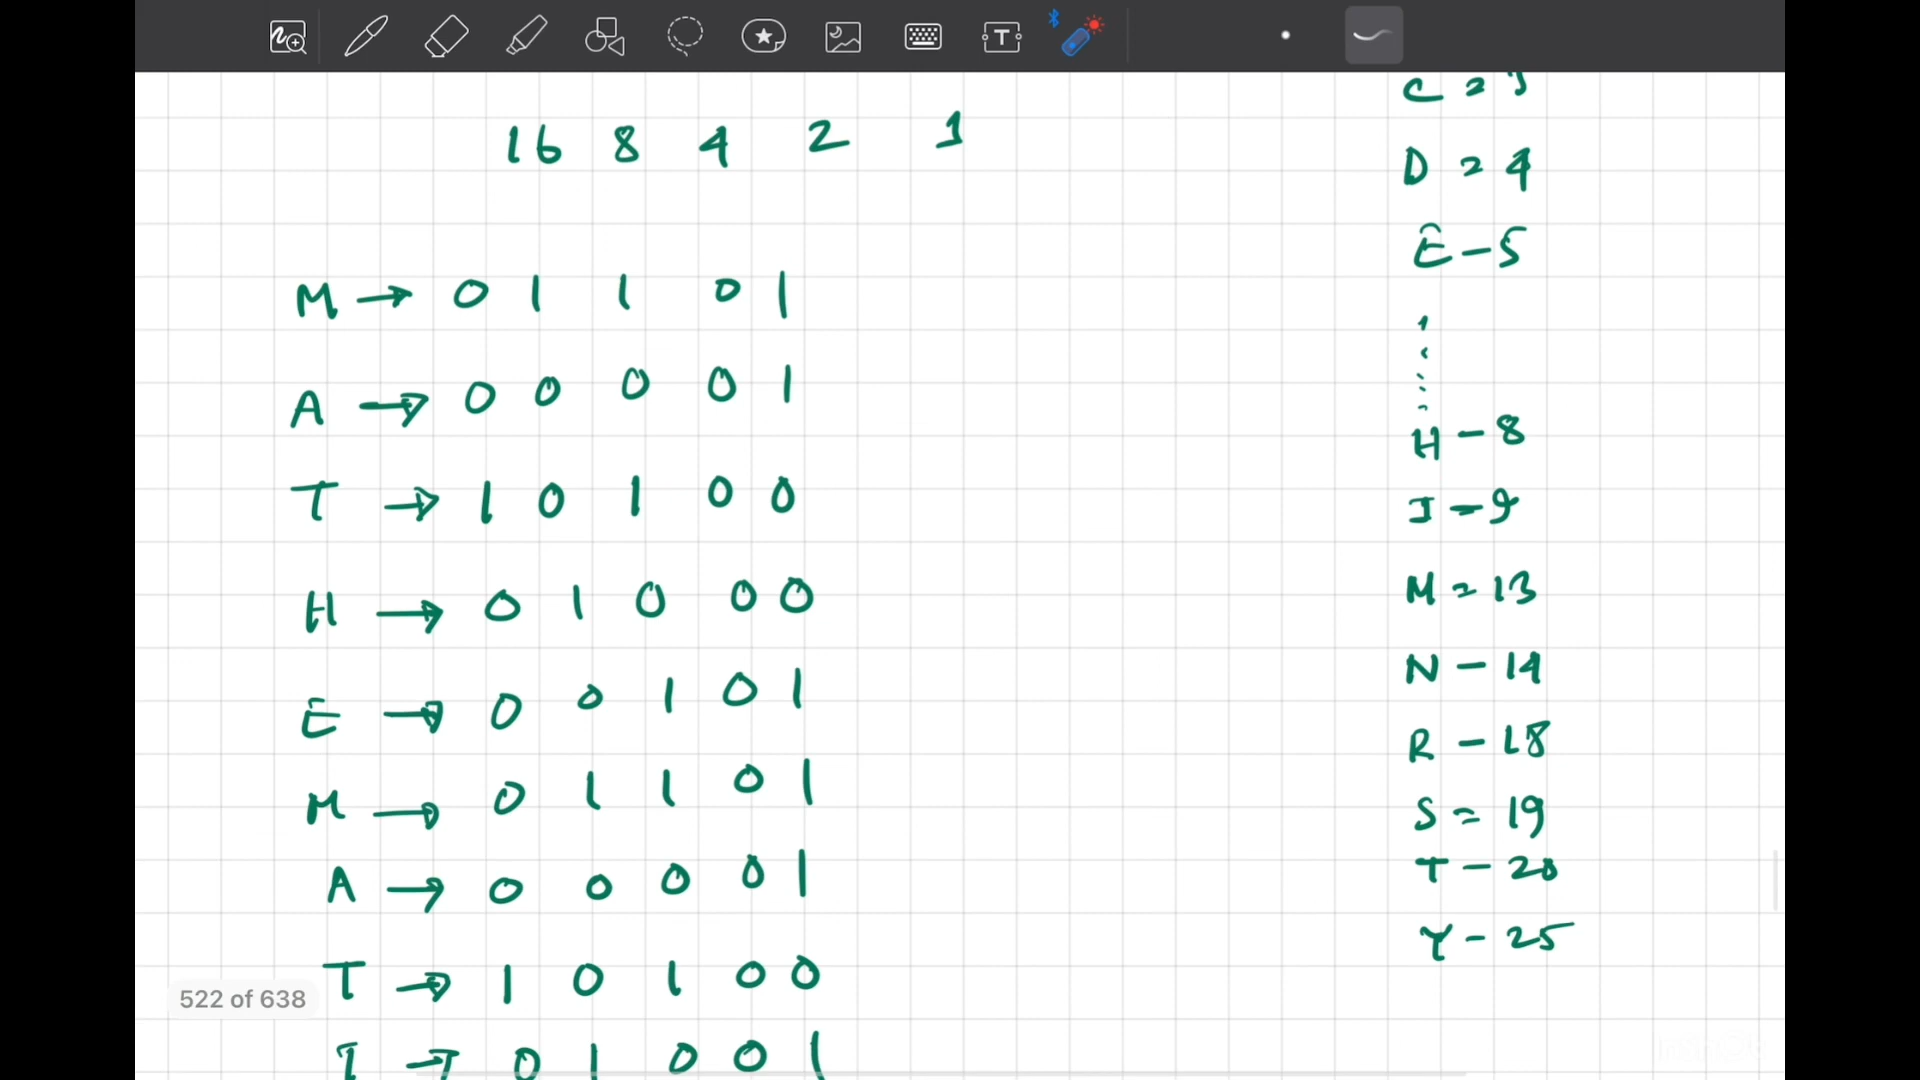 16 8 4 2 1
M → 0 1 1 0 1
A → 0 0 0 0 1
T → 1 0 1 0 0
H → 0 1 0 0 0
E → 0 0 1 0 1
M → 0 1 1 0 1
A → 0 0 0 0 1
T → 1 0 1 0 0
I → 0 1 0 0 1
522 of 638
D = 4
E - 5
H - 8
I - 9
M = 13
N - 14
R - 18
S = 19
T - 20
Y - 25